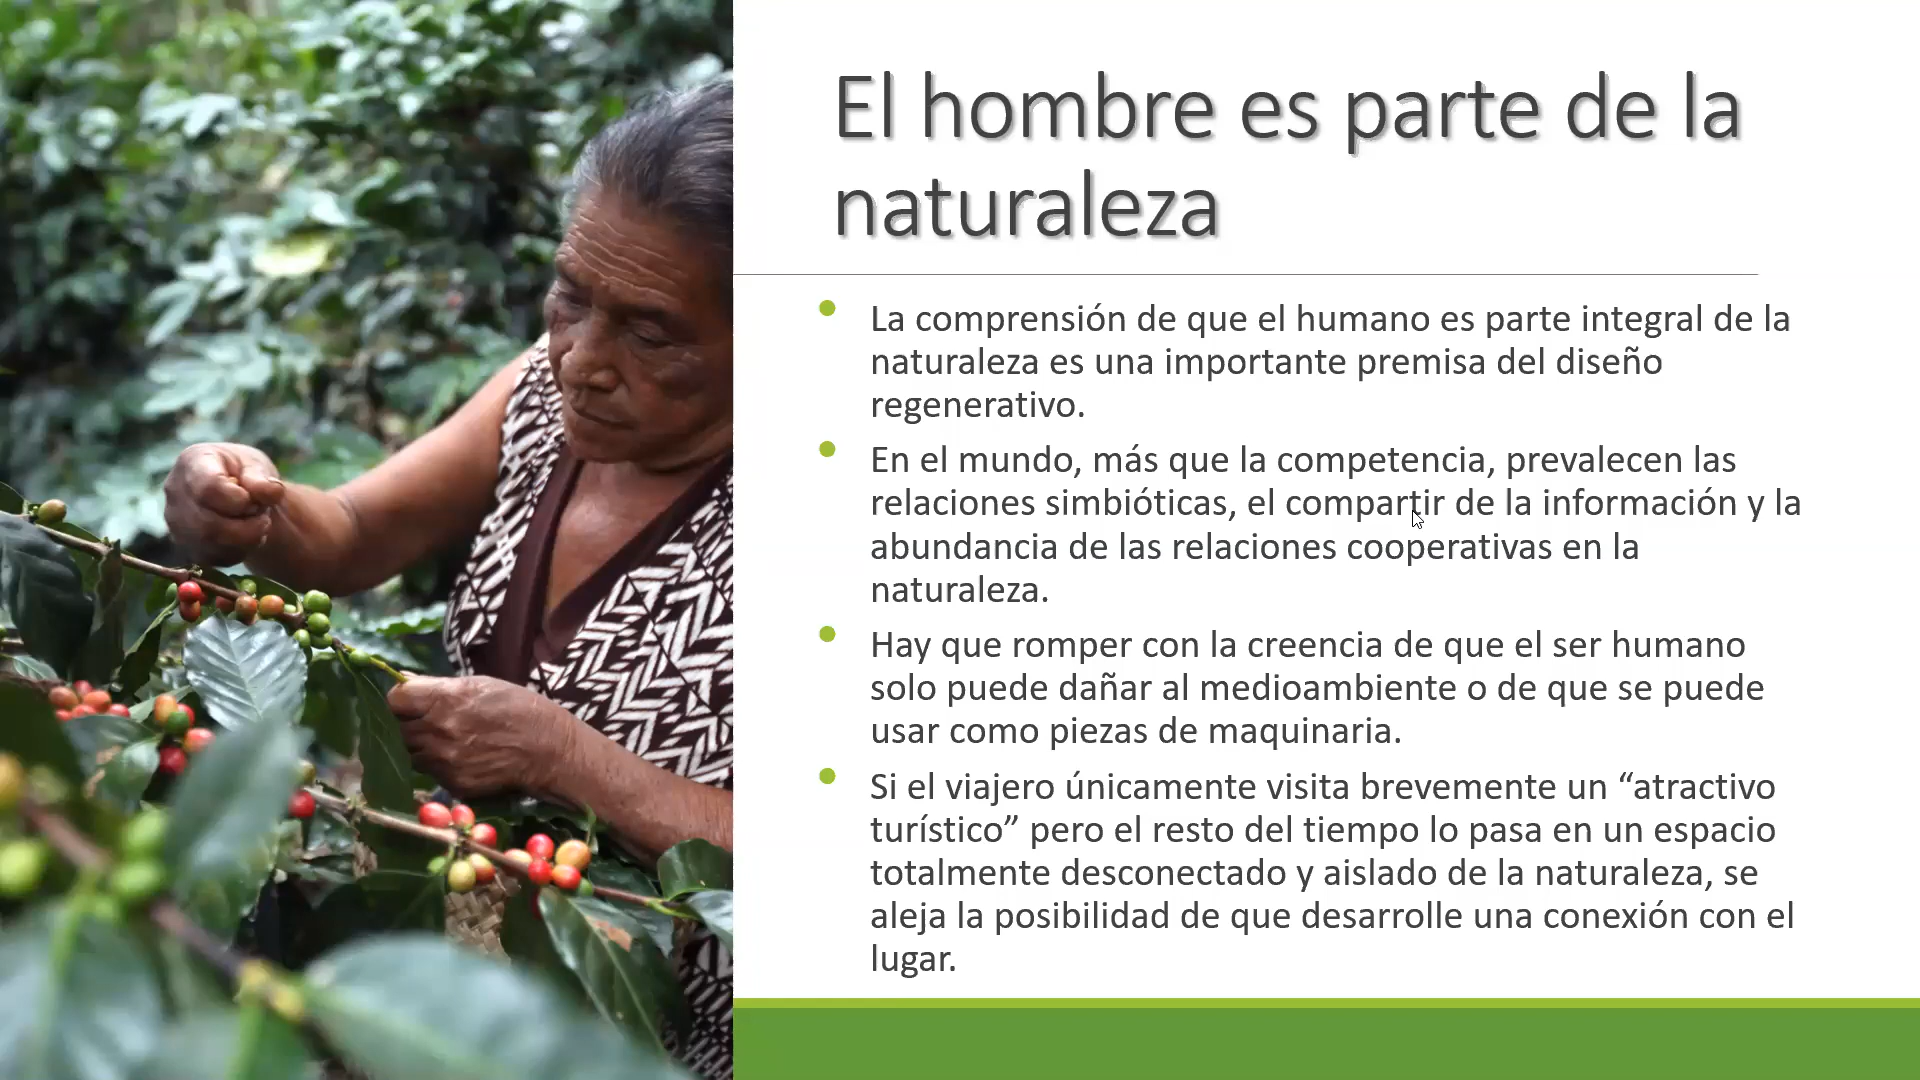 El hombre es parte de la
naturaleza
La comprensión de que el humano es parte integral de la
naturaleza es una importante premisa del diseño
regenerativo.
En el mundo, más que la competencia, prevalecen las
relaciones simbióticas, el compartir de la información y la
abundancia de las relaciones cooperativas en la
naturaleza.
Hay que romper con la creencia de que el ser humano
solo puede dañar al medioambiente o de que se puede
usar como piezas de maquinaria.
Si el viajero únicamente visita brevemente un “atractivo
turístico” pero el resto del tiempo lo pasa en un espacio
totalmente desconectado y aislado de la naturaleza, se
aleja la posibilidad de que desarrolle una conexión con el
lugar.